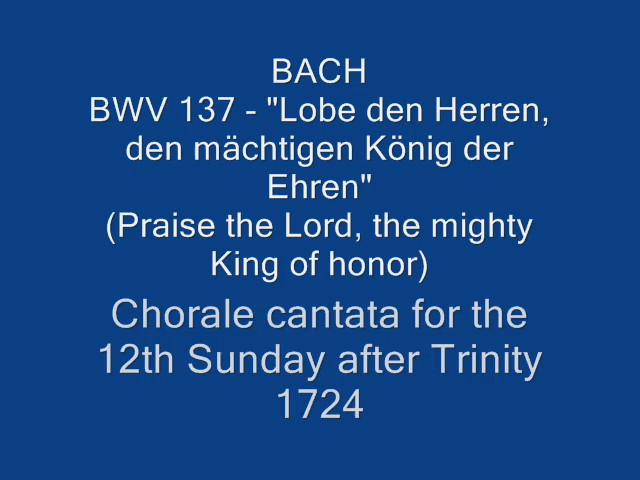 BACH
BWV 137 - "Lobe den Herren,
den mächtigen König der
Ehren"
(Praise the Lord, the mighty
King of honor)
Chorale cantata for the
12th Sunday after Trinity
1724